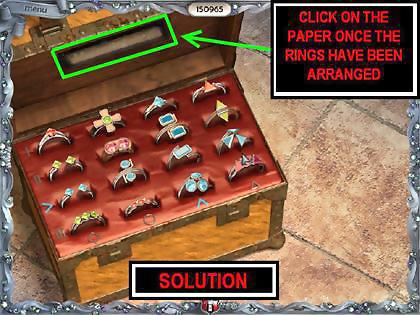 menu
150965
CLICK ON THE
PAPER ONCE THE
RINGS HAVE BEEN
ARRANGED
SOLUTION